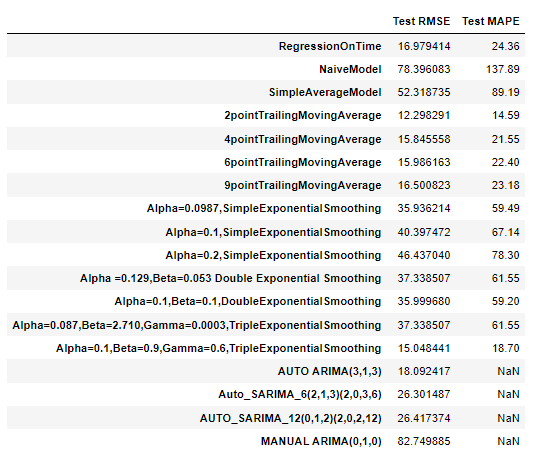 Test RMSE Test MAPE
RegressionOnTime 16.979414 24.36
NaiveModel 78.396083 137.89
SimpleAverageModel 52.318735 89.19
2pointTrailingMovingAverage 12.298291 14.59
4pointTrailingMovingAverage 15.845558 21.55
6pointTrailingMovingAverage 15.986163 22.40
9pointTrailingMovingAverage 16.500823 23.18
Alpha=0.0987,SimpleExponentialSmoothing 35.936214 59.49
Alpha=0.1,SimpleExponentialSmoothing 40.397472 67.14
Alpha=0.2,SimpleExponentialSmoothing 46.437040 78.30
Alpha =0.129,Beta=0.053 Double Exponential Smoothing 37.338507 61.55
Alpha=0.1,Beta=0.1,DoubleExponentialSmoothing 35.999680 59.20
Alpha=0.087,Beta=2.710,Gamma=0.0003,TripleExponentialSmoothing 37.338507 61.55
Alpha=0.1,Beta=0.9,Gamma=0.6,TripleExponentialSmoothing 15.048441 18.70
AUTO ARIMA(3,1,3) 18.092417 NaN
Auto_SARIMA_6(2,1,3)(2,0,3,6) 26.301487 NaN
AUTO_SARIMA_12(0,1,2)(2,0,2,12) 26.417374 NaN
MANUAL ARIMA(0,1,0) 82.749885 NaN